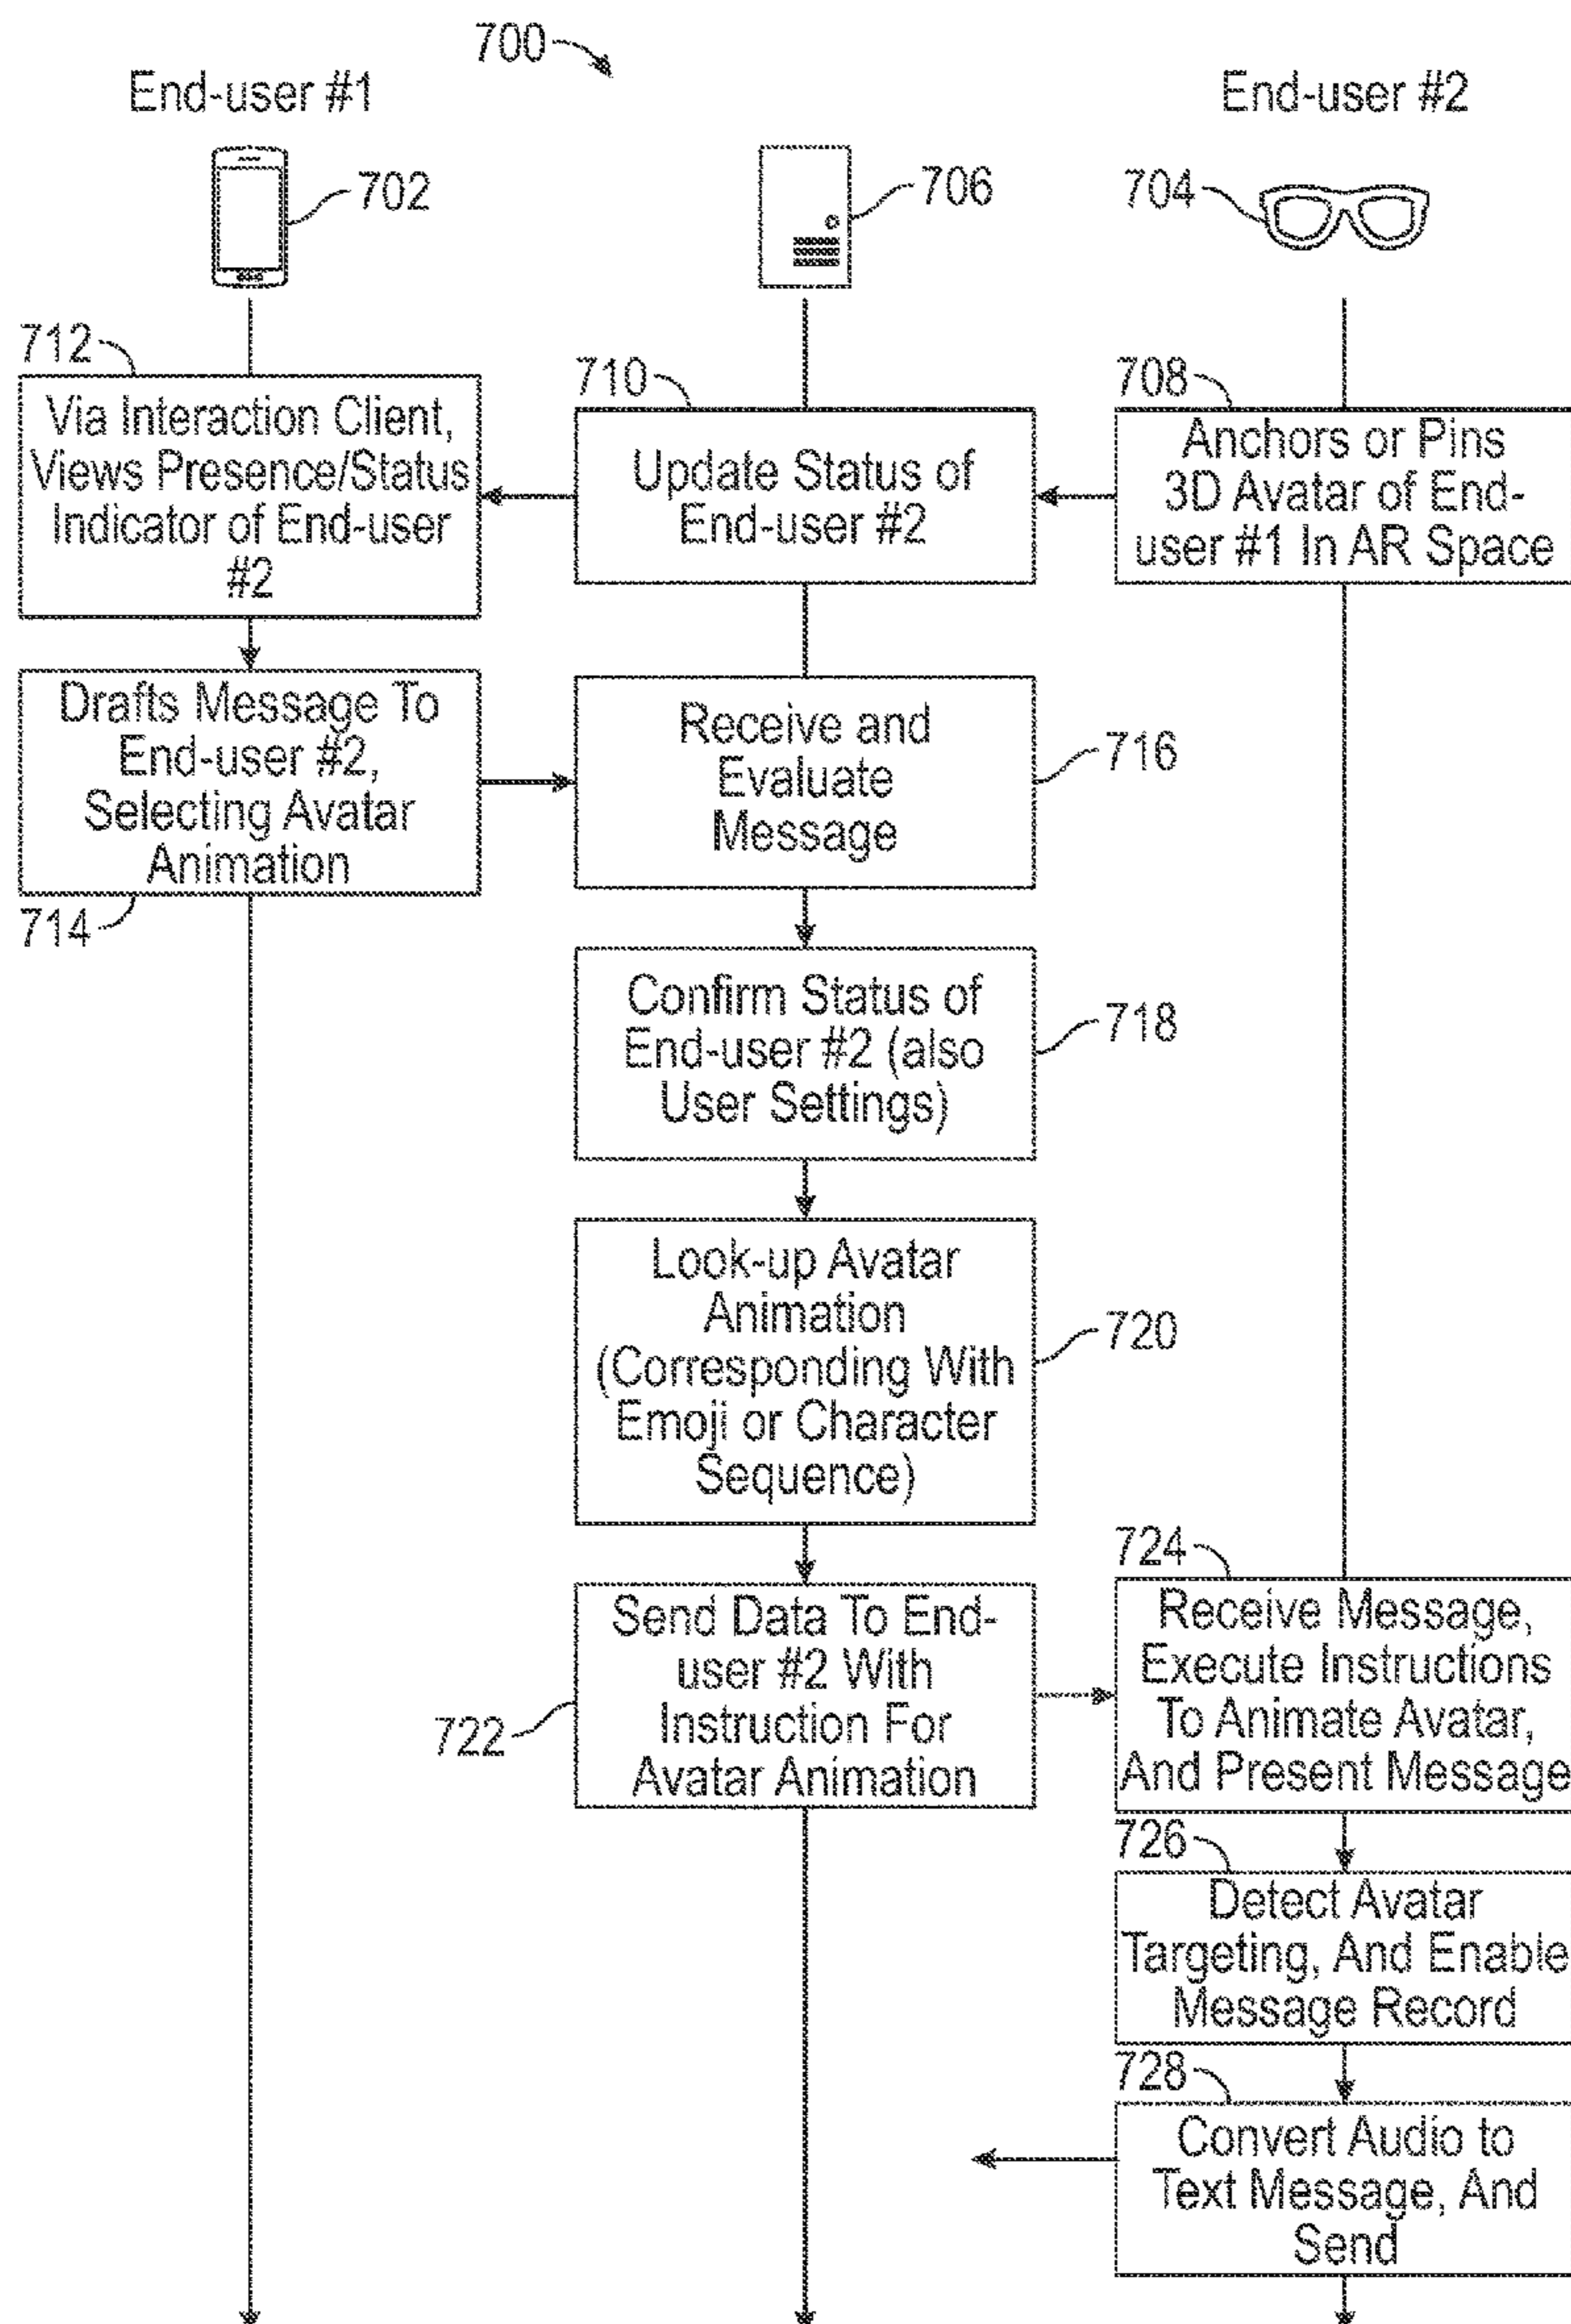 700
End-user #1
End-user #2
702
706
704
712
Via Interaction Client,
Views Presence/Status
Indicator of End-user
#2
710
Update Status of
End-user #2
708
Anchors or Pins
3D Avatar of End-
user #1 In AR Space
Drafts Message To
End-user #2,
Selecting Avatar
Animation
714
Receive and
Evaluate
Message
716
Confirm Status of
End-user #2 (also
User Settings)
718
Look-up Avatar
Animation
(Corresponding With
Emoji or Character
Sequence)
720
Send Data To End-
user #2 With
Instruction For
Avatar Animation
722
724
Receive Message,
Execute Instructions
To Animate Avatar,
And Present Message
726
Detect Avatar
Targeting, And Enable
Message Record
728
Convert Audio to
Text Message, And
Send